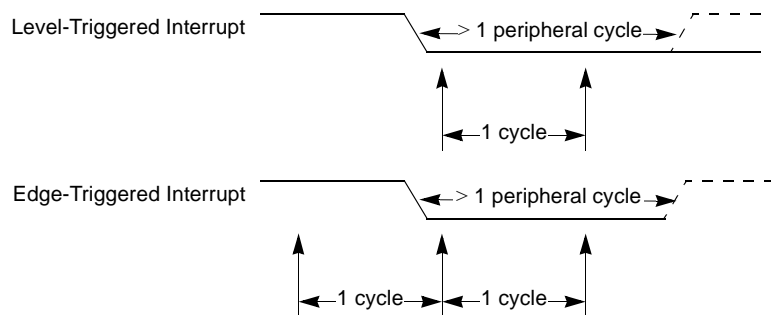 Level-Triggered Interrupt
> 1 peripheral cycle
1 cycle
Edge-Triggered Interrupt
> 1 peripheral cycle
1 cycle 1 cycle